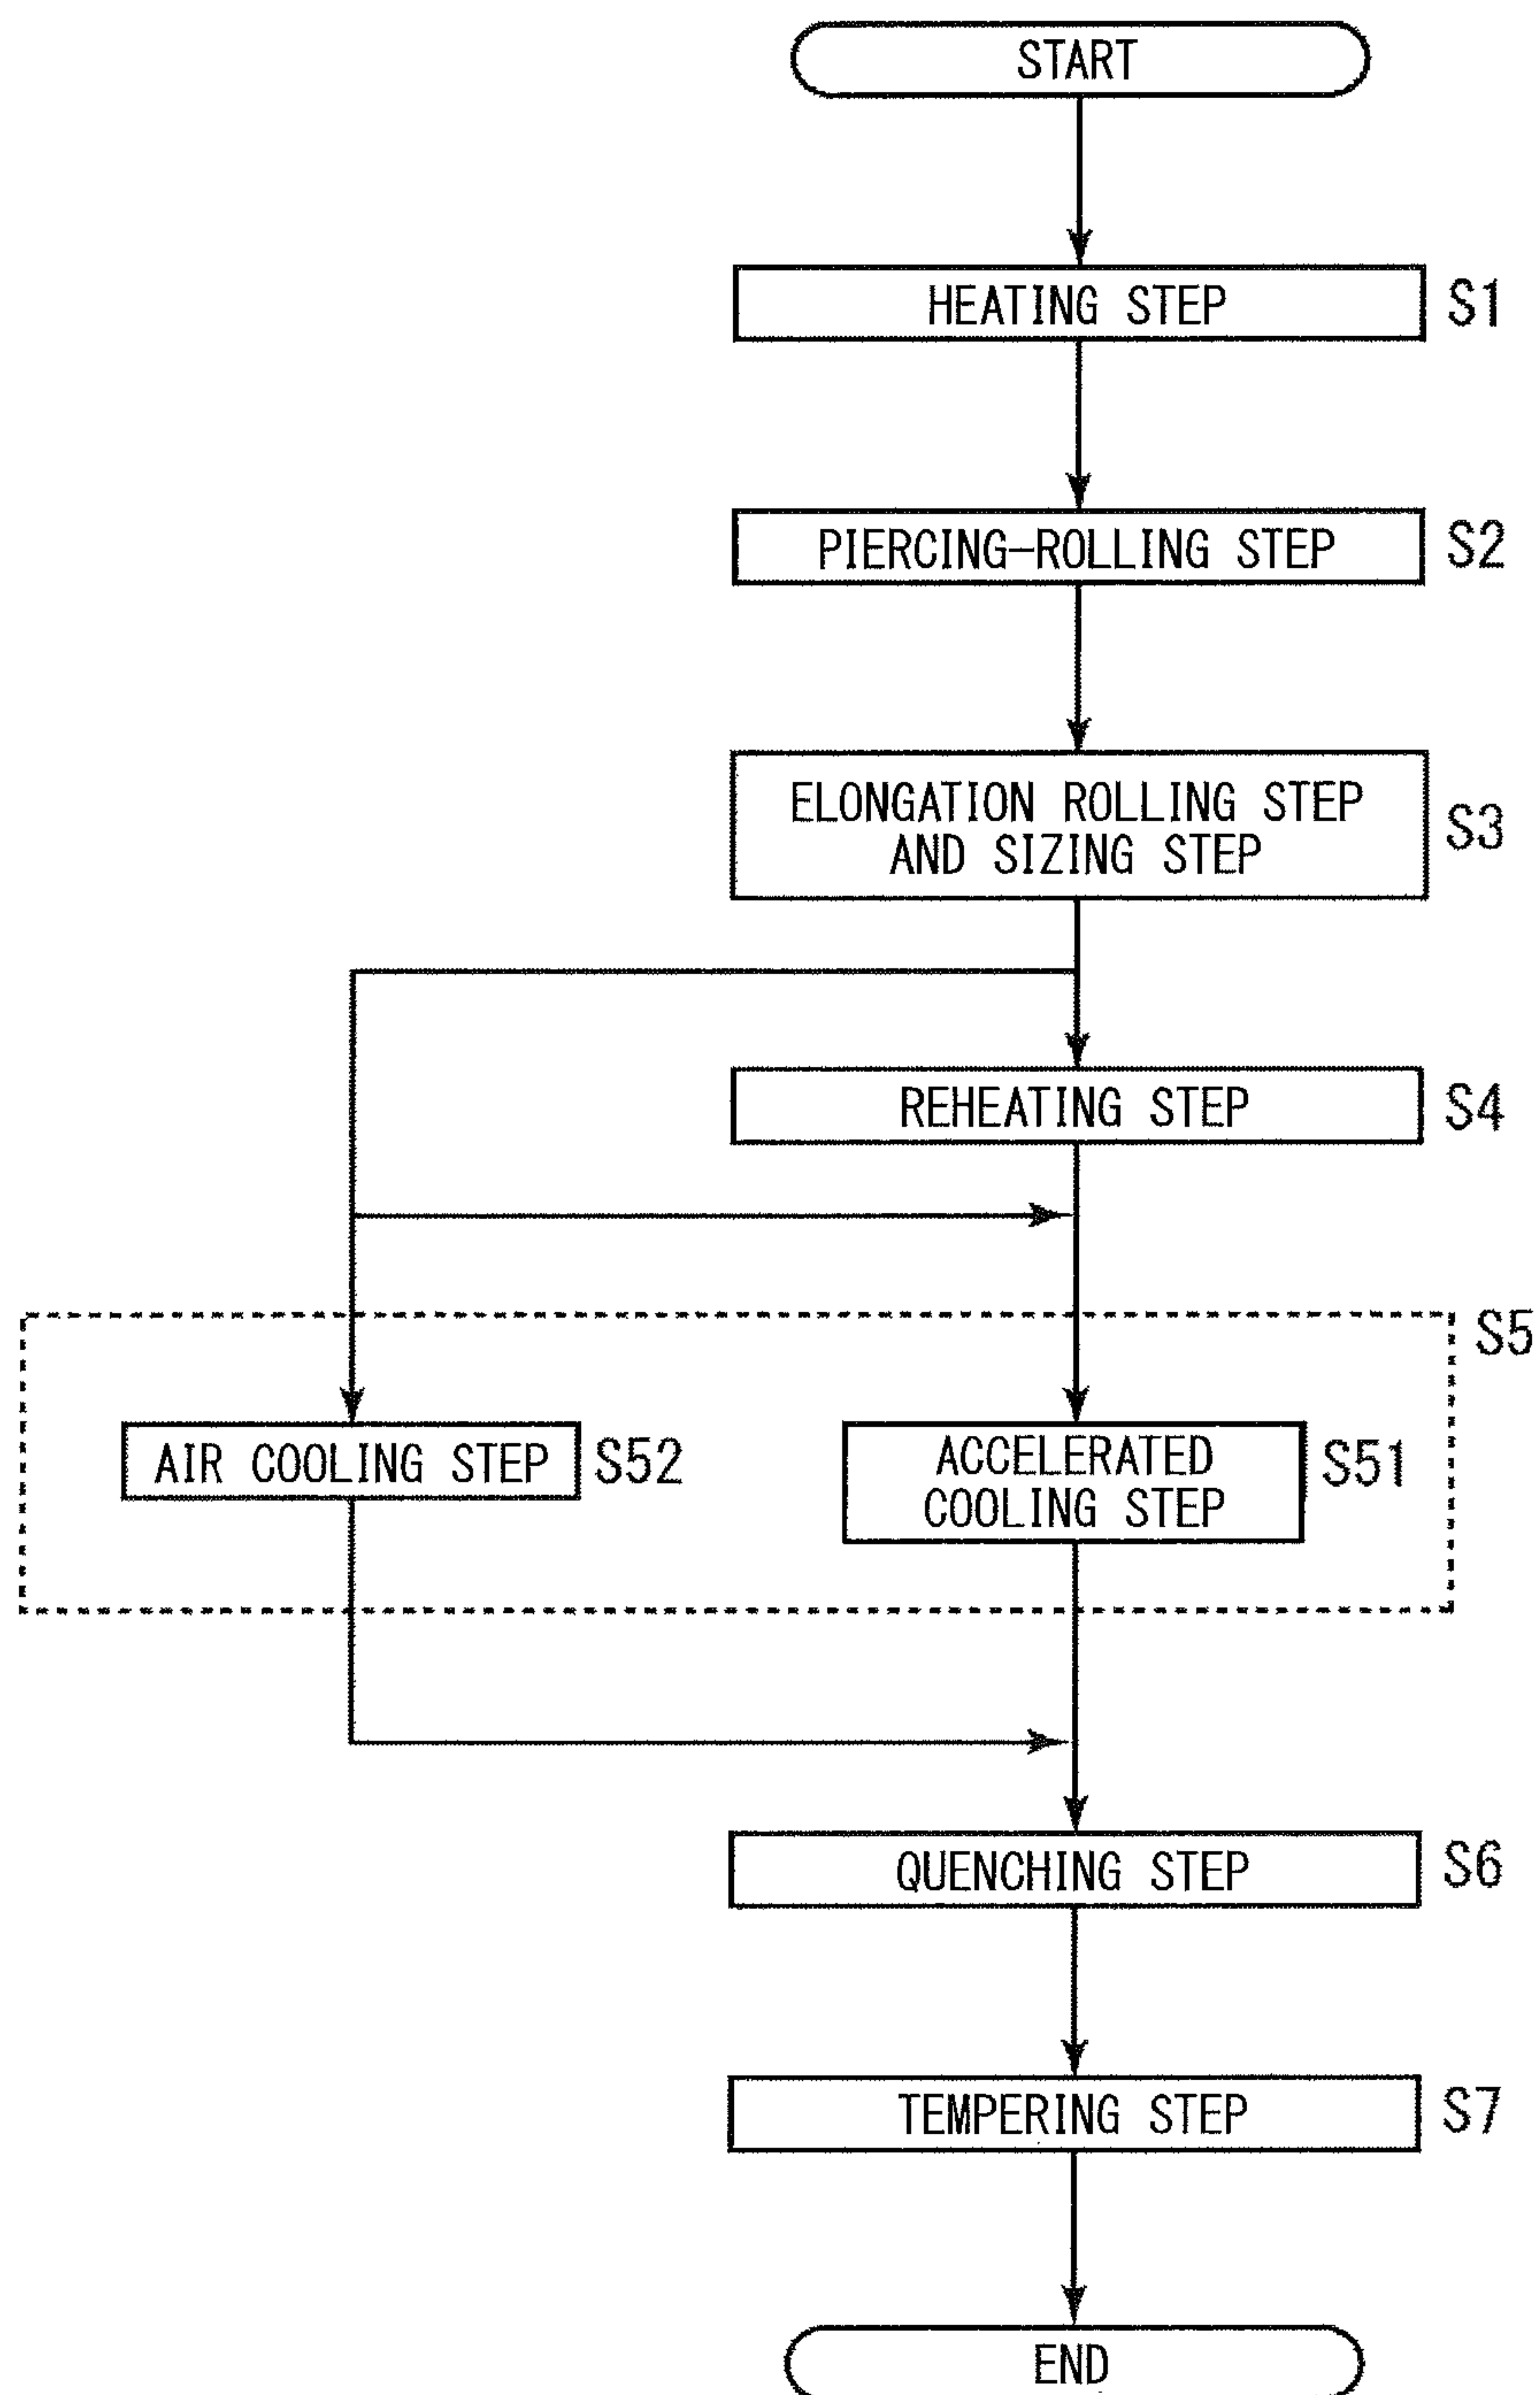 START
HEATING STEP S1
PIERCING-ROLLING STEP S2
ELONGATION ROLLING STEP
AND SIZING STEP
S3
REHEATING STEP S4
S5
AIR COOLING STEP S52
ACCELERATED
COOLING STEP
S51
QUENCHING STEP S6
TEMPERING STEP S7
END